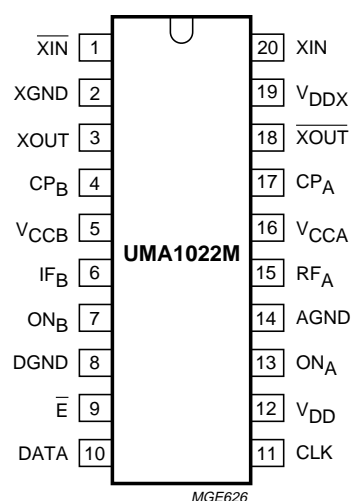 X̅I̅N̅ 1 20 XIN
XGND 2 19 VDDX
XOUT 3 18 X̅O̅U̅T̅
CPB 4 17 CPA
VCCB 5 16 VCCA
UMA1022M
IFB 6 15 RFA
ONB 7 14 AGND
DGND 8 13 ONA
E̅ 9 12 VDD
DATA 10 11 CLK
MGE626